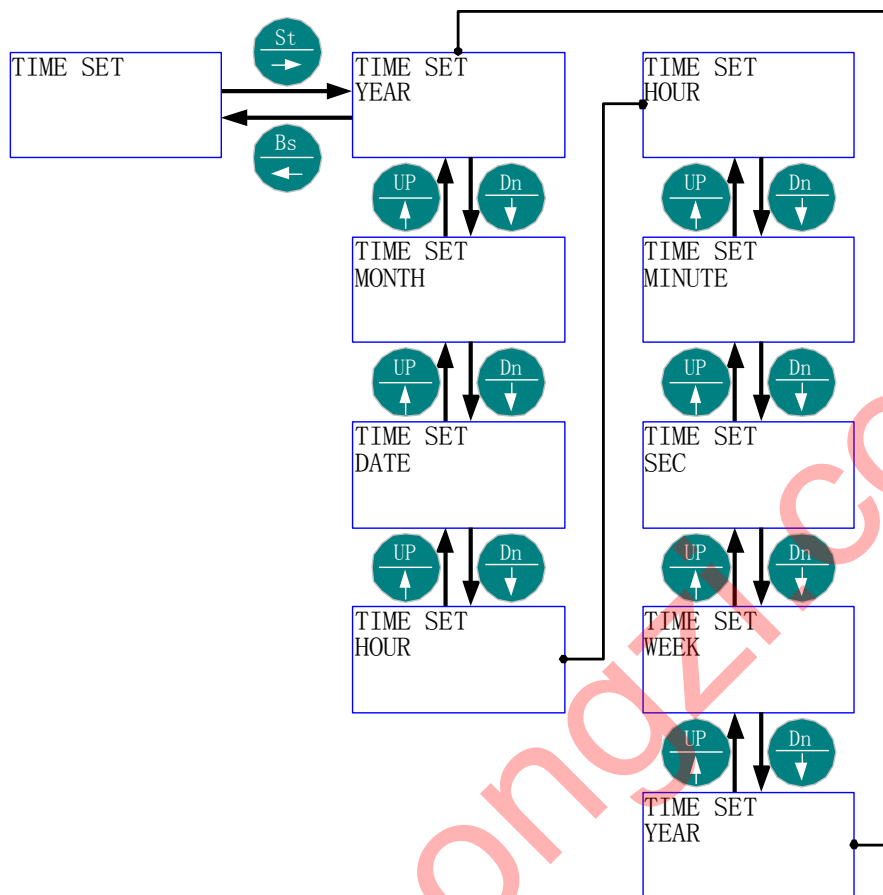 St
TIME SET
TIME SET
YEAR
TIME SET
HOUR
Bs
UP
Dn
UP
Dn
TIME SET
MONTH
TIME SET
MINUTE
UP
Dn
UP
Dn
TIME SET
DATE
TIME SET
SEC
UP
Dn
UP
Dn
TIME SET
HOUR
TIME SET
WEEK
UP
Dn
TIME SET
YEAR
ongzi.co